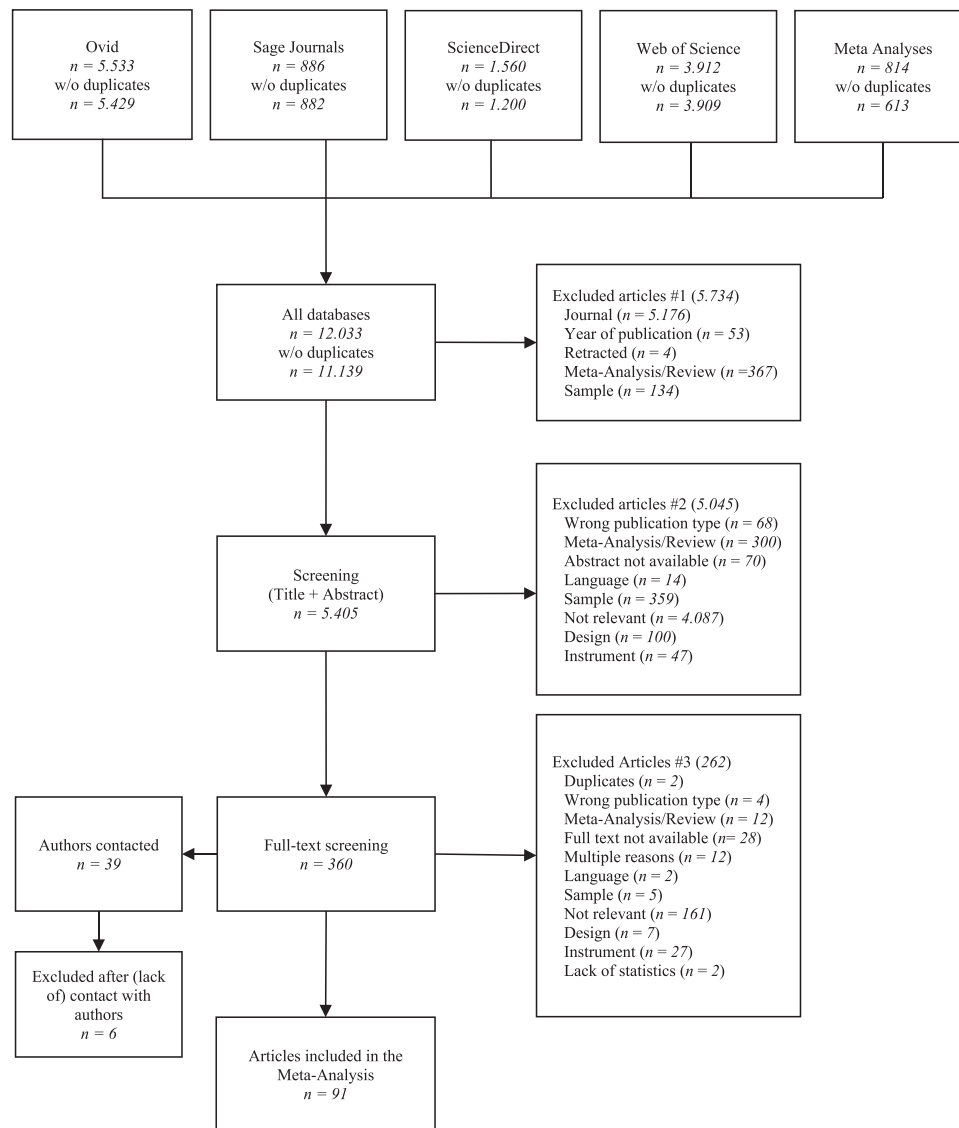 Ovid
n = 5.533
w/o duplicates
n = 5.429
Sage Journals
n = 886
w/o duplicates
n = 882
ScienceDirect
n = 1.560
w/o duplicates
n = 1.200
Web of Science
n = 3.912
w/o duplicates
n = 3.909
Meta Analyses
n = 814
w/o duplicates
n = 613
All databases
n = 12.033
w/o duplicates
n = 11.139
Excluded articles #1 (5.734)
Journal (n = 5.176)
Year of publication (n = 53)
Retracted (n = 4)
Meta-Analysis/Review (n =367)
Sample (n = 134)
Screening
(Title + Abstract)
n = 5.405
Excluded articles #2 (5.045)
Wrong publication type (n = 68)
Meta-Analysis/Review (n = 300)
Abstract not available (n = 70)
Language (n = 14)
Sample (n = 359)
Not relevant (n = 4.087)
Design (n = 100)
Instrument (n = 47)
Authors contacted
n = 39
Full-text screening
n = 360
Excluded Articles #3 (262)
Duplicates (n = 2)
Wrong publication type (n = 4)
Meta-Analysis/Review (n = 12)
Full text not available (n= 28)
Multiple reasons (n = 12)
Language (n = 2)
Sample (n = 5)
Not relevant (n = 161)
Design (n = 7)
Instrument (n = 27)
Lack of statistics (n = 2)
Excluded after (lack
of) contact with
authors
n = 6
Articles included in the
Meta-Analysis
n = 91